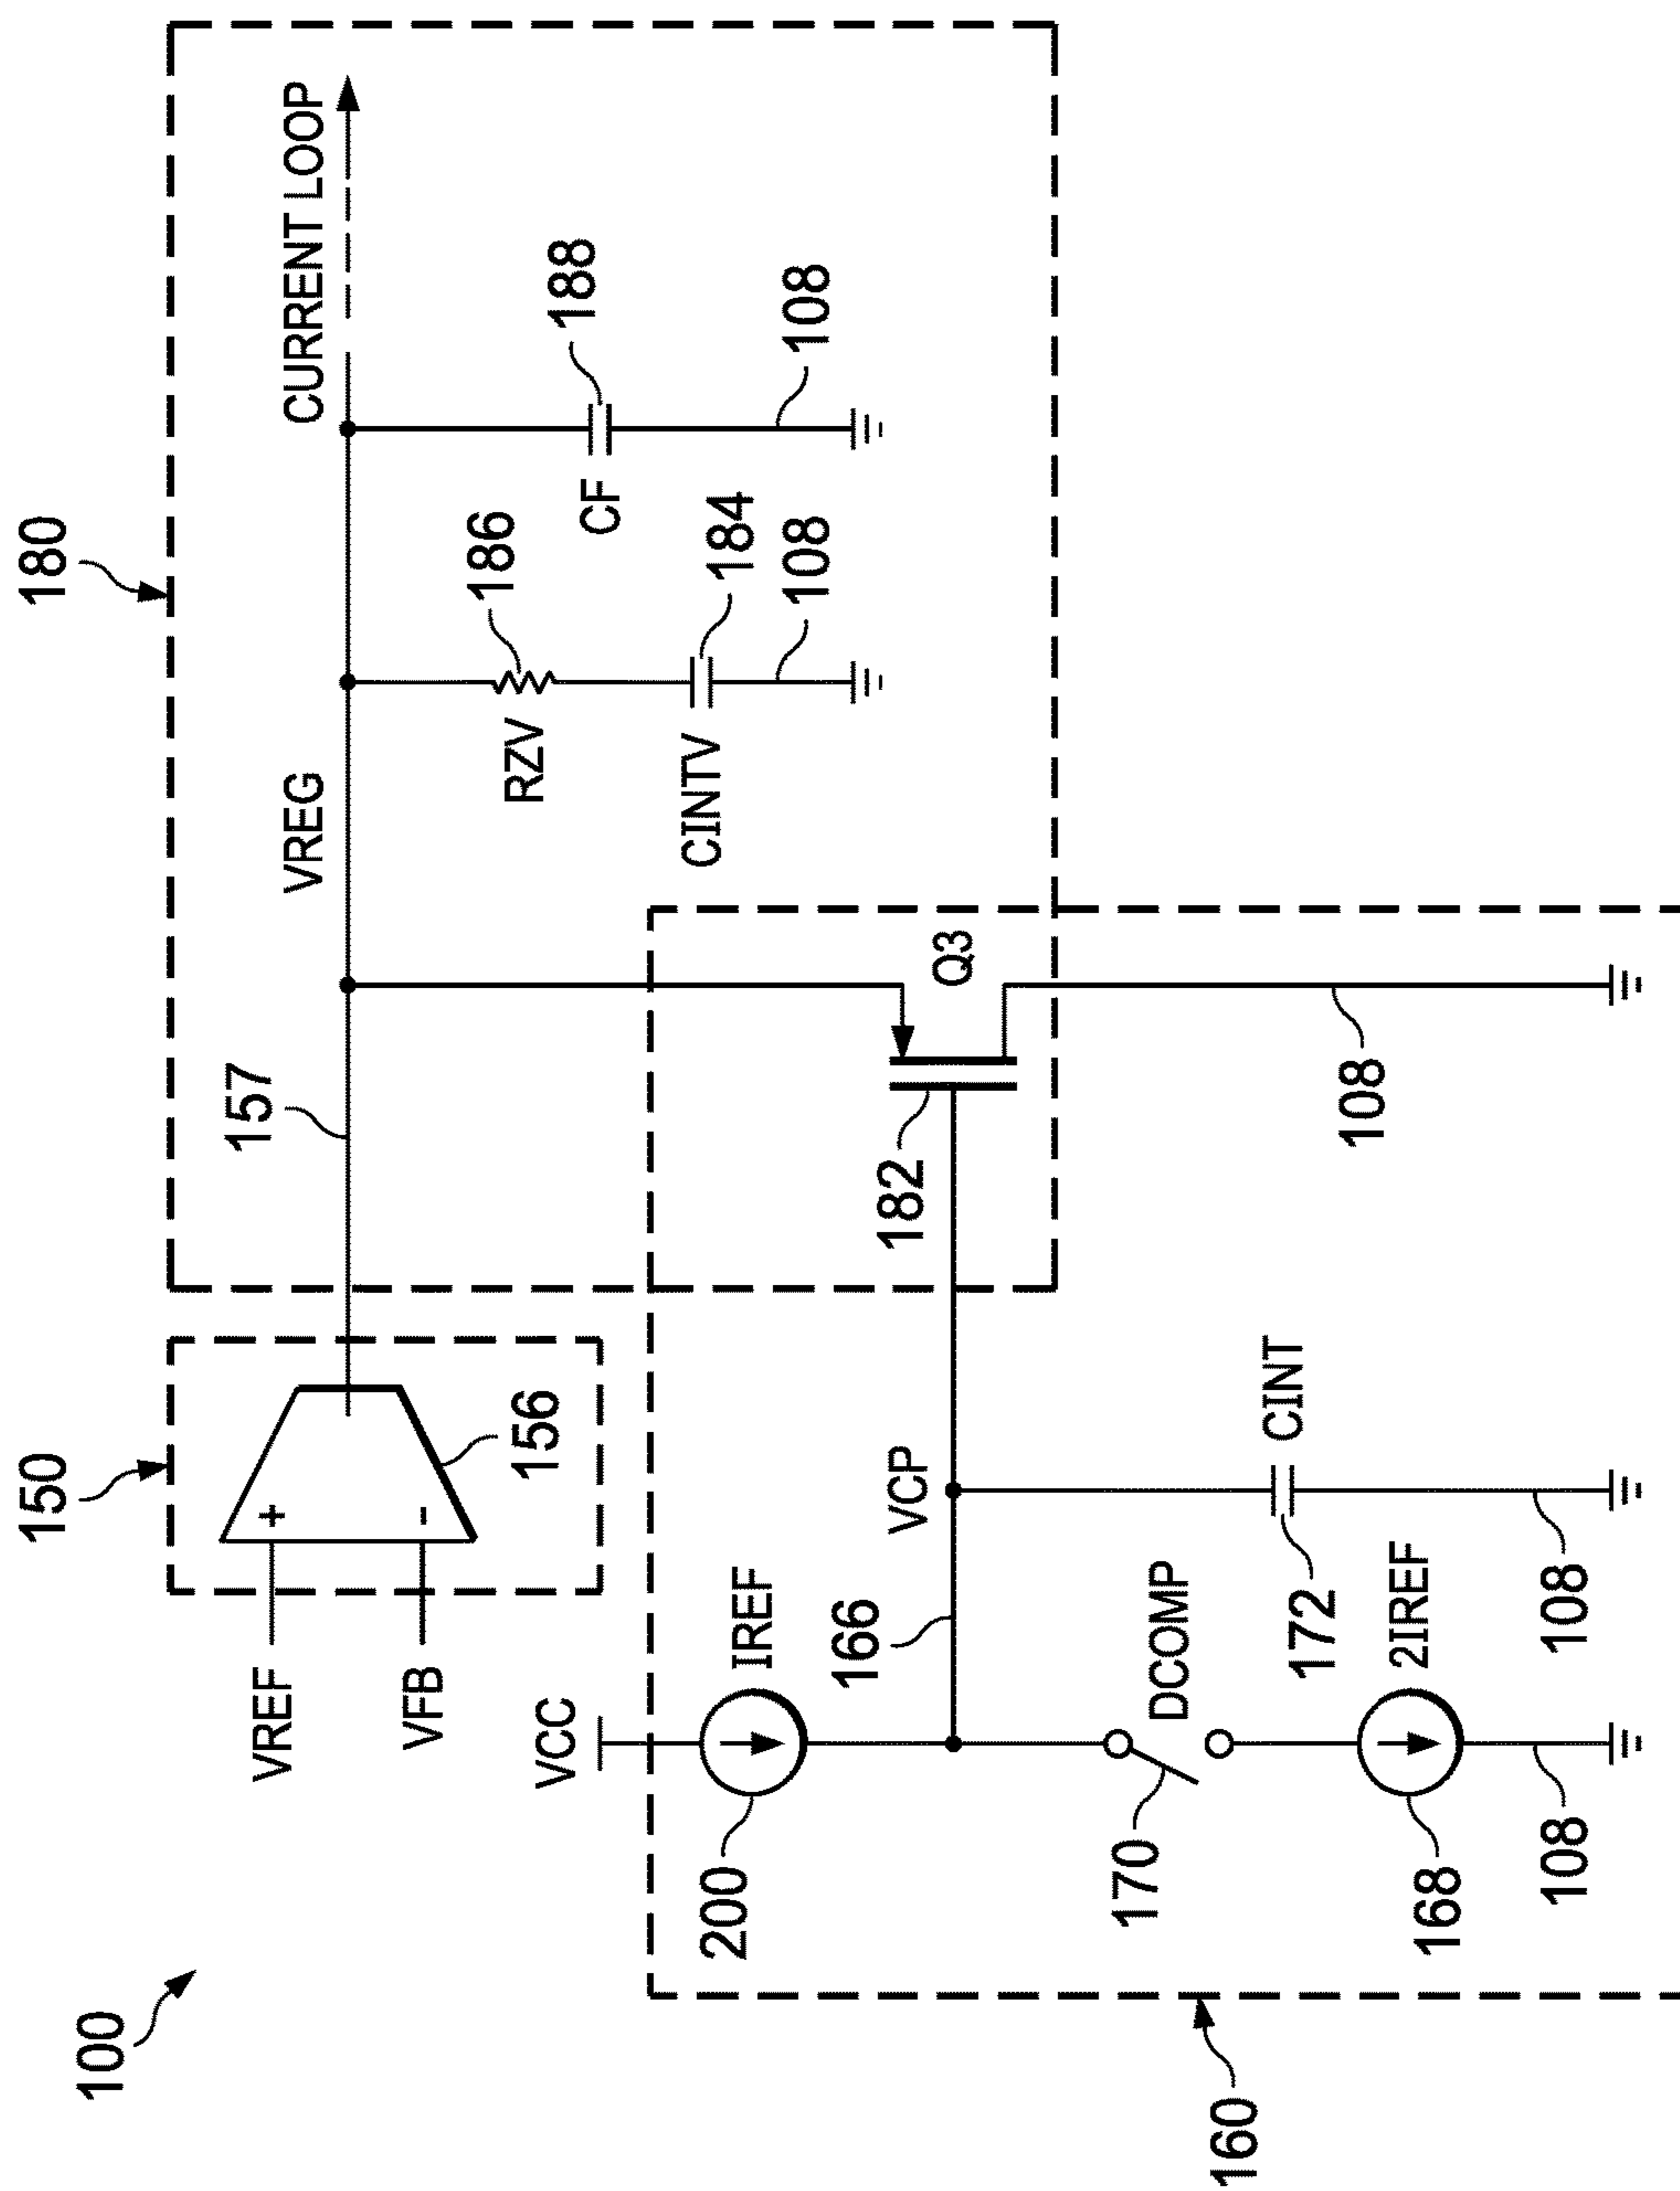 100
150
180
VREF
VFB
+
-
156
157
VREG
CURRENT LOOP
RZV
186
CINTV
184
108
CF
188
108
VCC
200
IREF
166
VCP
182
Q3
108
170
DCOMP
168
2IREF
108
172
CINT
108
160